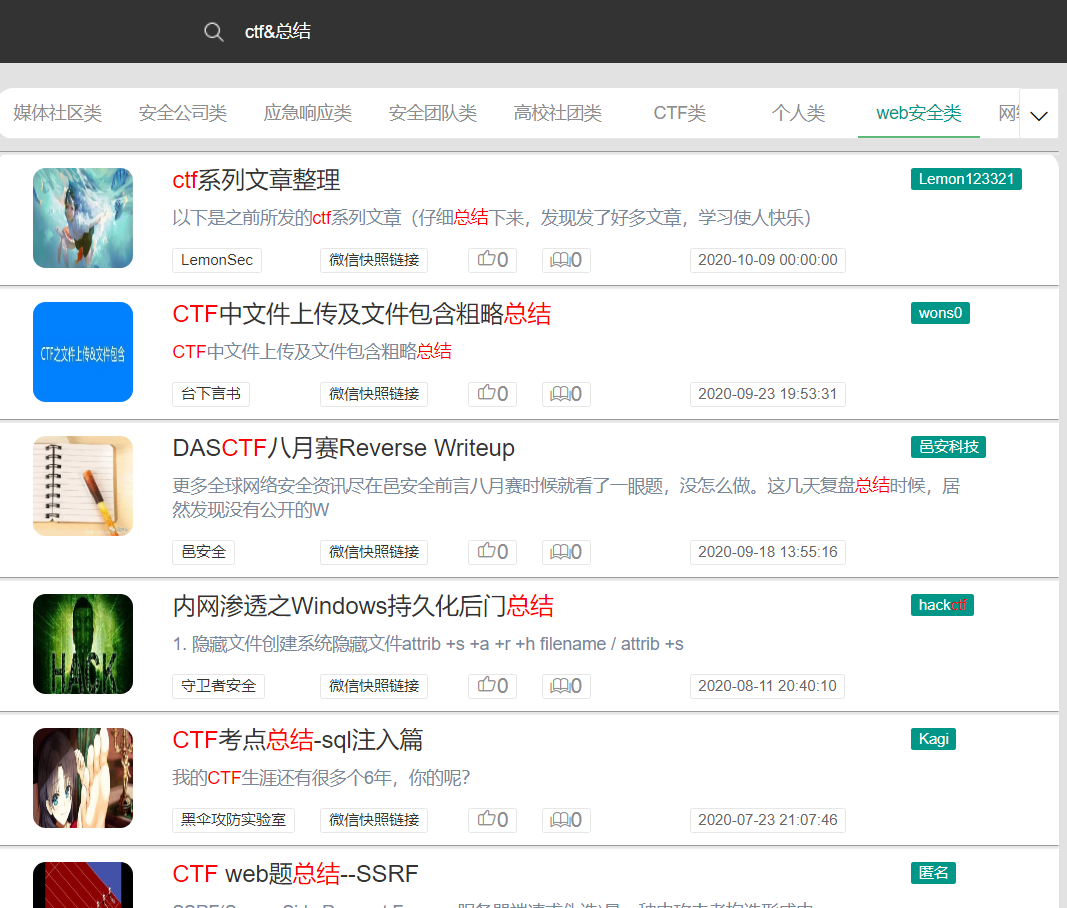 ctf&总结
媒体社区类 安全公司类 应急响应类 安全团队类 高校社团类 CTF类 个人类 web安全类
ctf系列文章整理 Lemon123321
以下是之前所发的ctf系列文章（仔细总结下来，发现发了好多文章，学习使人快乐）
LemonSec 微信快照链接 0 0 2020-10-09 00:00:00
CTF之文件上传&文件包含
CTF中文件上传及文件包含粗略总结 wons0
CTF中文件上传及文件包含粗略总结
台下言书 微信快照链接 0 0 2020-09-23 19:53:31
DASCTF八月赛Reverse Writeup 邑安科技
更多全球网络安全资讯尽在邑安全前言八月赛时候就看了一眼题，没怎么做。这几天复盘总结时候，居
然发现没有公开的W
邑安全 微信快照链接 0 0 2020-09-18 13:55:16
HACK
内网渗透之Windows持久化后门总结 hackctf
1. 隐藏文件创建系统隐藏文件attrib +s +a +r +h filename / attrib +s
守卫者安全 微信快照链接 0 0 2020-08-11 20:40:10
CTF考点总结-sql注入篇 Kagi
我的CTF生涯还有很多个6年，你的呢?
黑伞攻防实验室 微信快照链接 0 0 2020-07-23 21:07:46
CTF web题总结--SSRF 匿名